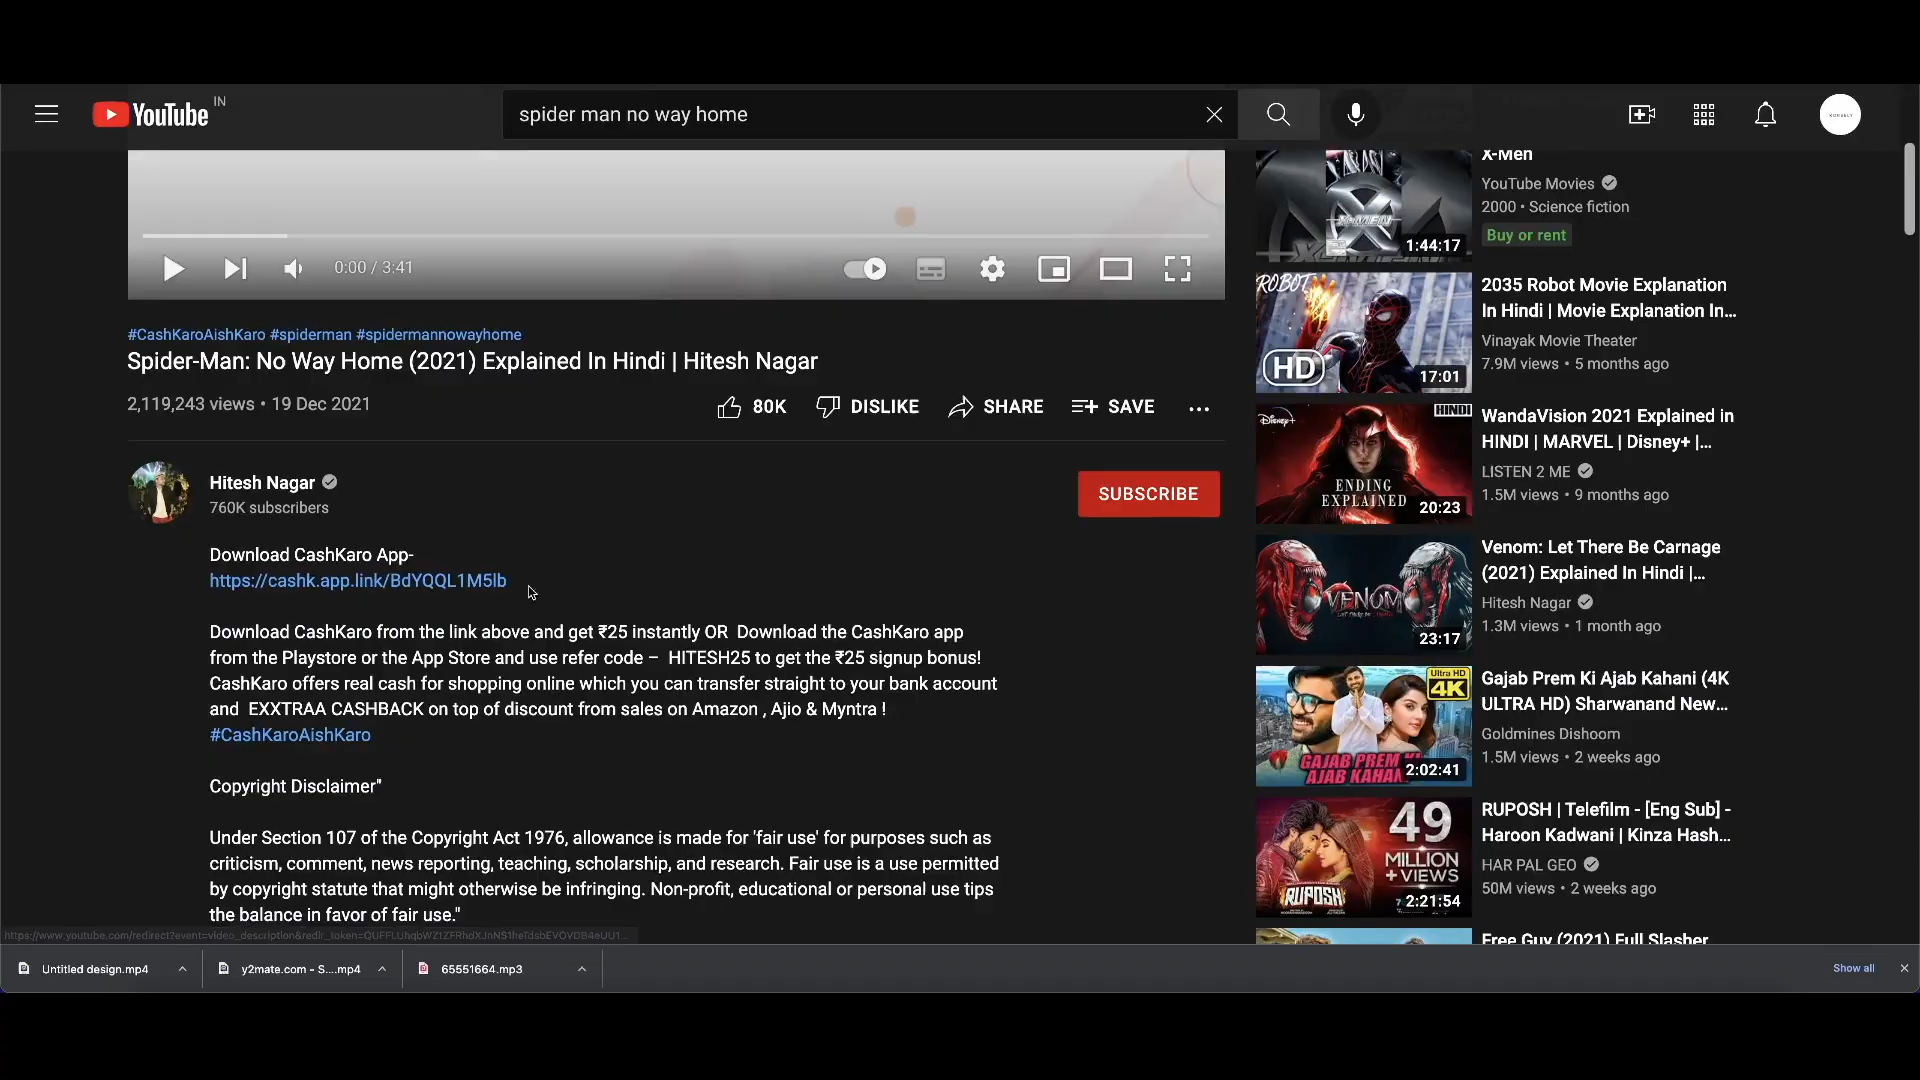 YouTube IN
spider man no way home
0:00 / 3:41
#CashKaroAishKaro #spiderman #spidermannowayhome
Spider-Man: No Way Home (2021) Explained In Hindi | Hitesh Nagar
2,119,243 views • 19 Dec 2021
80K DISLIKE SHARE SAVE
Hitesh Nagar
760K subscribers
SUBSCRIBE
Download CashKaro App-
https://cashk.app.link/BdYQQL1M5lb
Download CashKaro from the link above and get ₹25 instantly OR Download the CashKaro app
from the Playstore or the App Store and use refer code – HITESH25 to get the ₹25 signup bonus!
CashKaro offers real cash for shopping online which you can transfer straight to your bank account
and EXXTRAA CASHBACK on top of discount from sales on Amazon , Ajio & Myntra !
#CashKaroAishKaro
Copyright Disclaimer"
Under Section 107 of the Copyright Act 1976, allowance is made for 'fair use' for purposes such as
criticism, comment, news reporting, teaching, scholarship, and research. Fair use is a use permitted
by copyright statute that might otherwise be infringing. Non-profit, educational or personal use tips
the balance in favor of fair use."
X-Men
YouTube Movies
2000 • Science fiction
Buy or rent
X-MEN
1:44:17
ROBOT
HD
17:01
2035 Robot Movie Explanation
In Hindi | Movie Explanation In...
Vinayak Movie Theater
7.9M views • 5 months ago
Disney+
HINDI
ENDING
EXPLAINED
20:23
WandaVision 2021 Explained in
HINDI | MARVEL | Disney+ |...
LISTEN 2 ME
1.5M views • 9 months ago
VENOM
23:17
Venom: Let There Be Carnage
(2021) Explained In Hindi |...
Hitesh Nagar
1.3M views • 1 month ago
Ultra HD
4K
GAJAB PREM KI
AJAB KAHANI
2:02:41
Gajab Prem Ki Ajab Kahani (4K
ULTRA HD) Sharwanand New...
Goldmines Dishoom
1.5M views • 2 weeks ago
49
MILLION
+VIEWS
RUPOSH
2:21:54
RUPOSH | Telefilm - [Eng Sub] -
Haroon Kadwani | Kinza Hash...
HAR PAL GEO
50M views • 2 weeks ago
Free Guy (2021) Full Slasher
Untitled design.mp4
y2mate.com - S....mp4
65551664.mp3
Show all